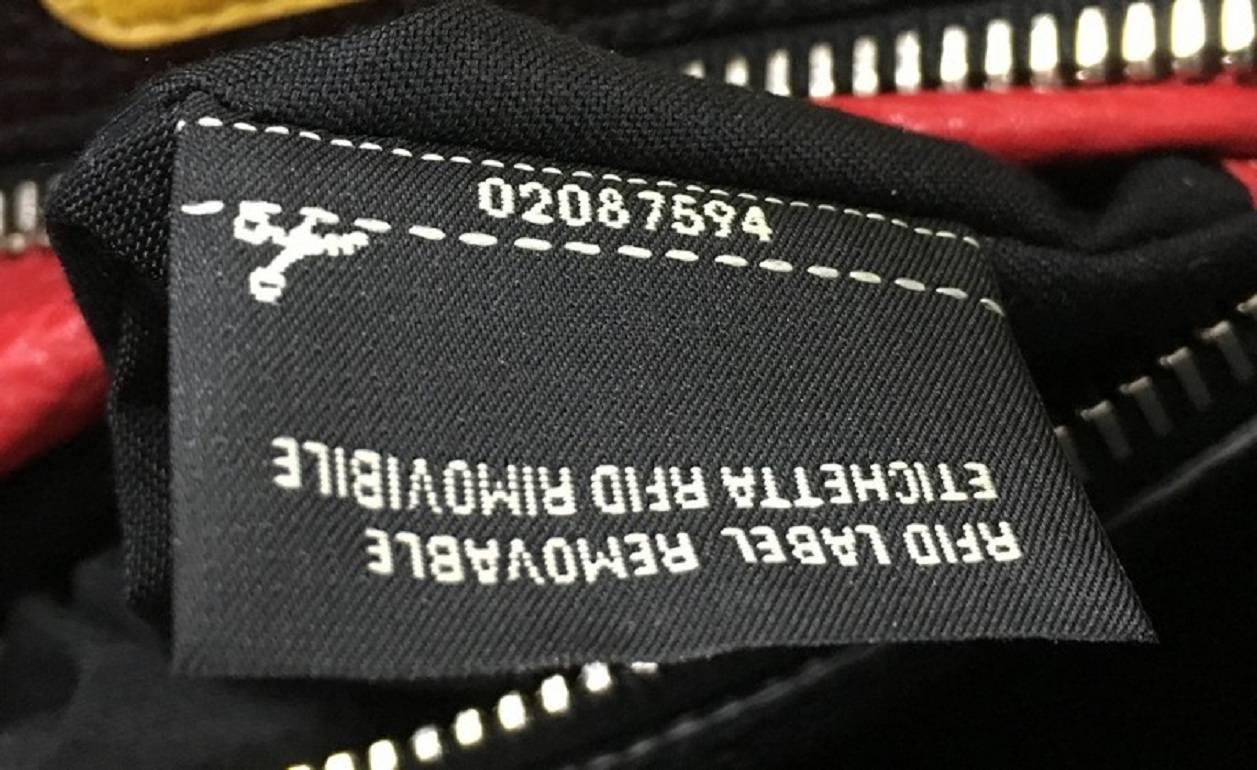 02087594
RFID LABEL REMOVABLE
ETICHETTA RFID RIMOVIBILE